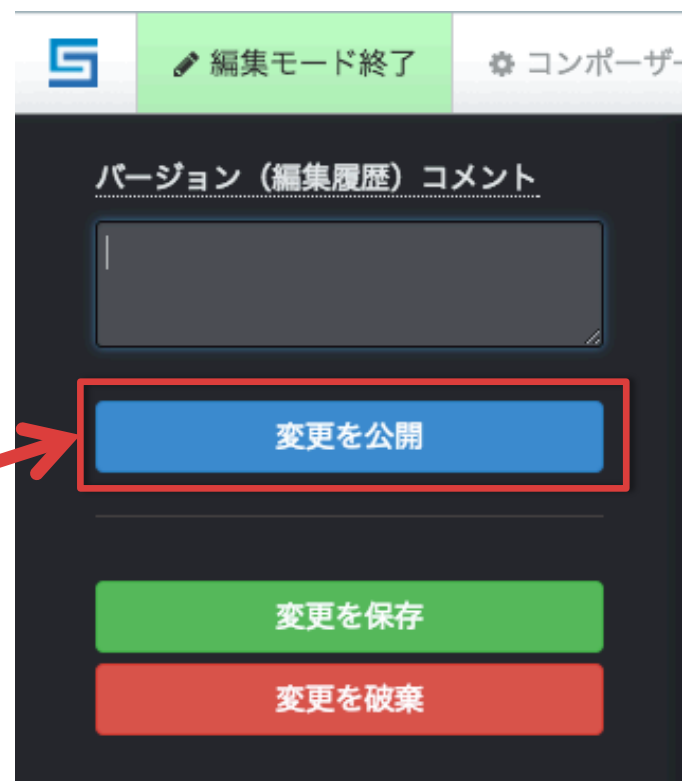 編集モード終了
コンポーザー
バージョン（編集履歴）コメント
変更を公開
変更を保存
変更を破棄